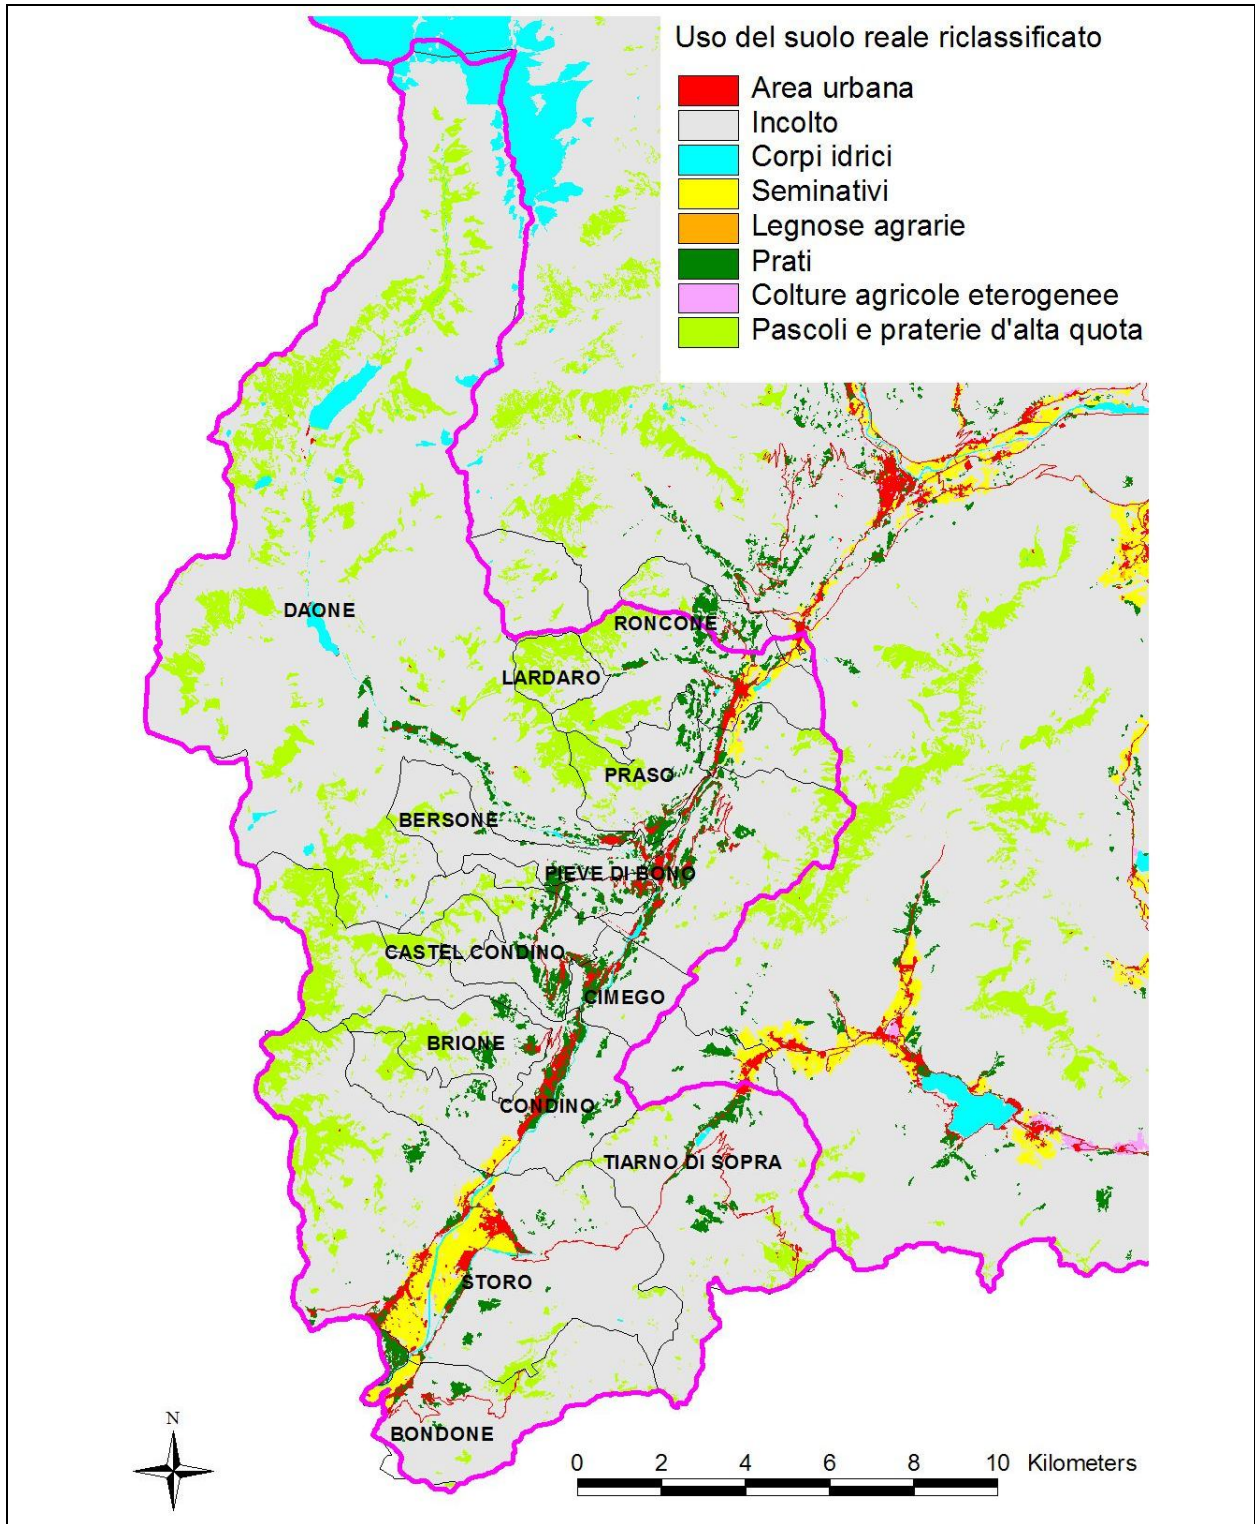 Uso del suolo reale riclassificato
Area urbana
Incolto
Corpi idrici
Seminativi
Legnose agrarie
Prati
Colture agricole eterogenee
Pascoli e praterie d'alta quota
DAONE
RONCONE
LARDARO
PRASO
BERSONE
PIEVE DI BONO
CASTEL CONDINO
CIMEGO
BRIONE
CONDINO
TIARNO DI SOPRA
STORO
BONDONE
N
0 2 4 6 8 10 Kilometers